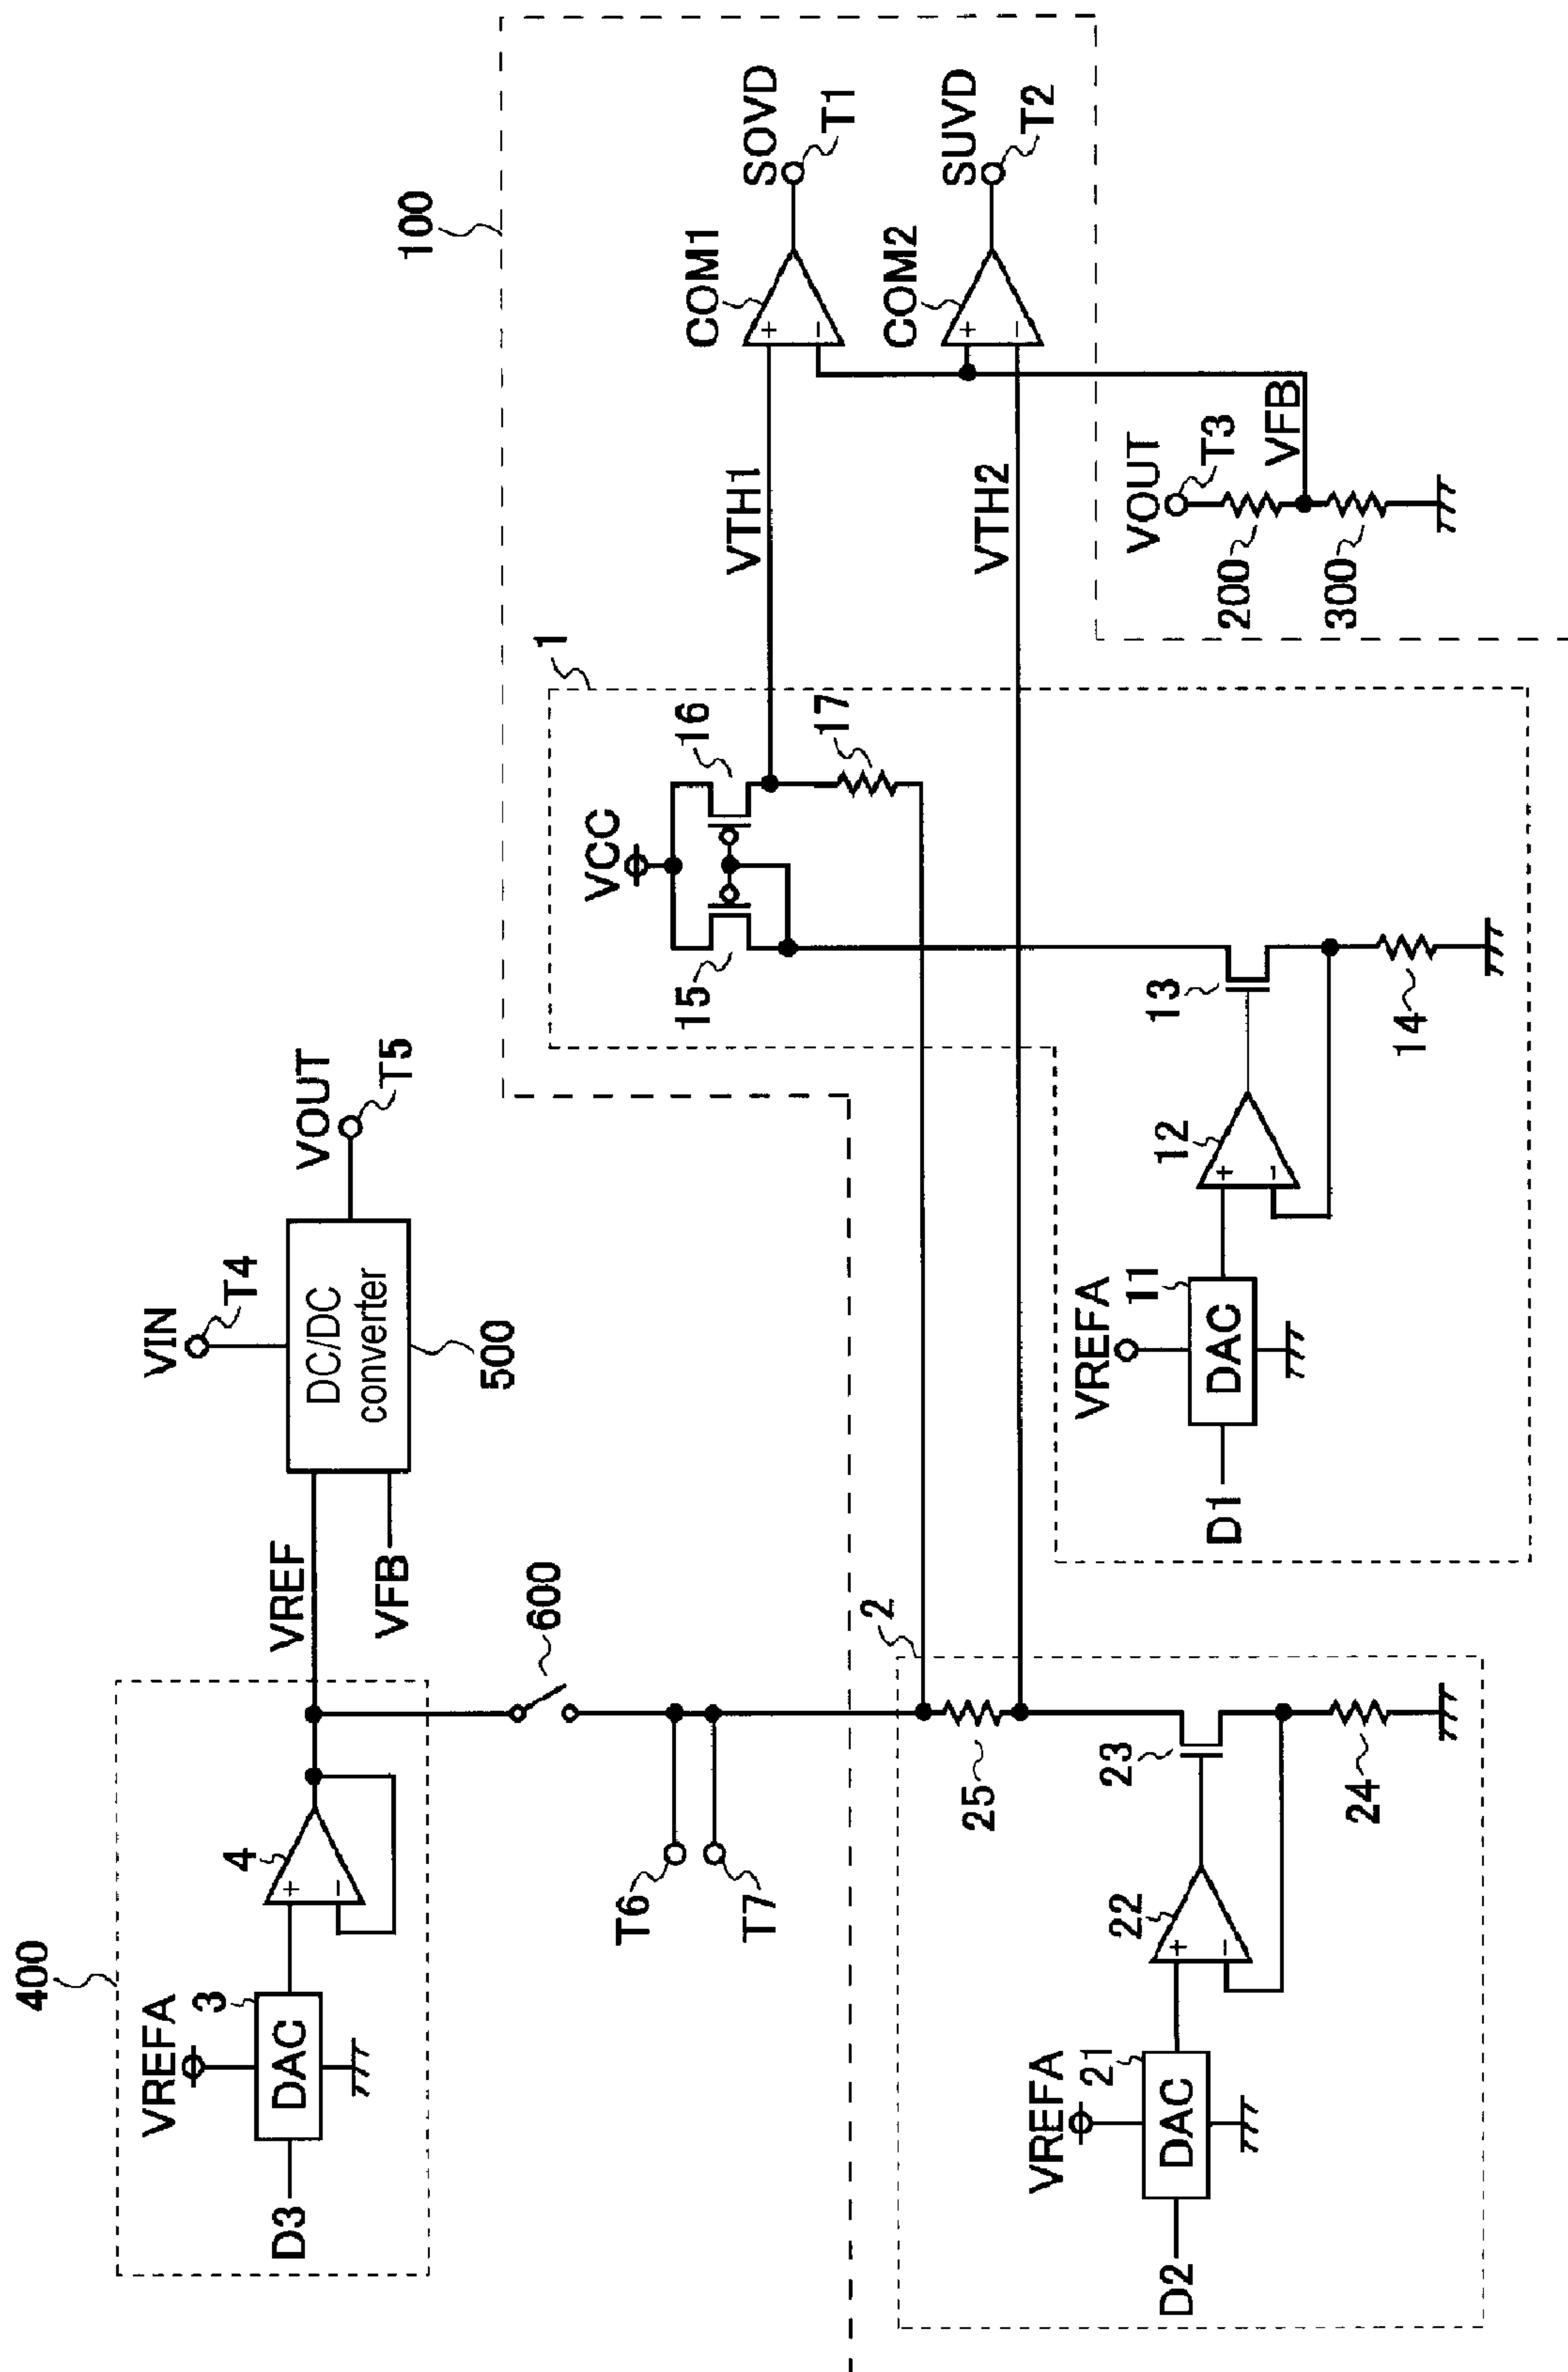 400
VREFA
3
DAC
D3
4
+
−
VREF
VFB
VIN
T4
DC/DC
converter
500
VOUT
T5
600
T6
T7
100
2
25
VREFA
21
DAC
D2
22
+
−
23
24
1
VCC
15
16
17
VREFA
11
DAC
D1
12
+
−
13
14
VTH1
VTH2
COM1
+
−
SOVD
T1
COM2
+
−
SUVD
T2
VOUT
T3
200
VFB
300